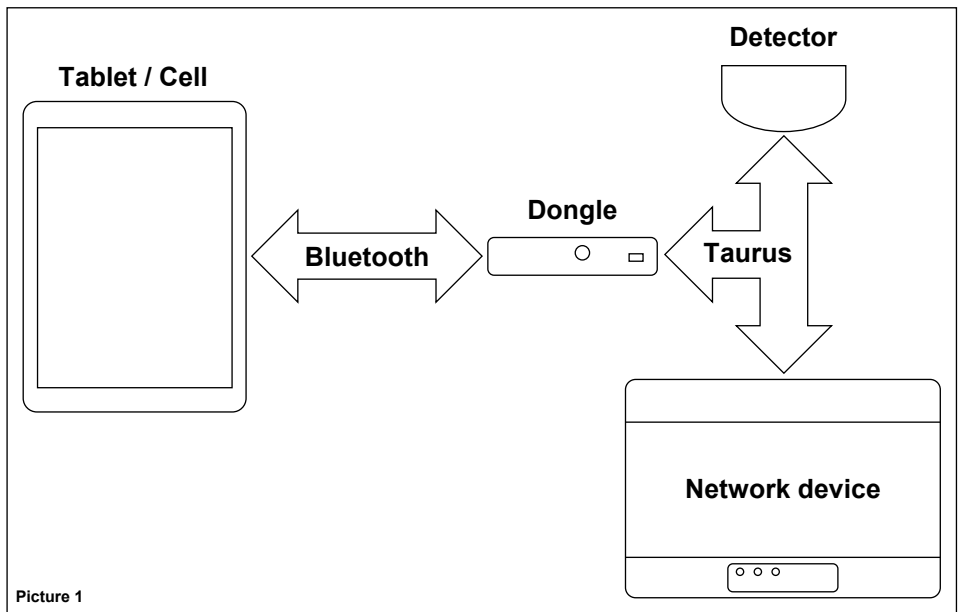 Detector
Tablet / Cell
Dongle
Bluetooth
Taurus
Network device
Picture 1